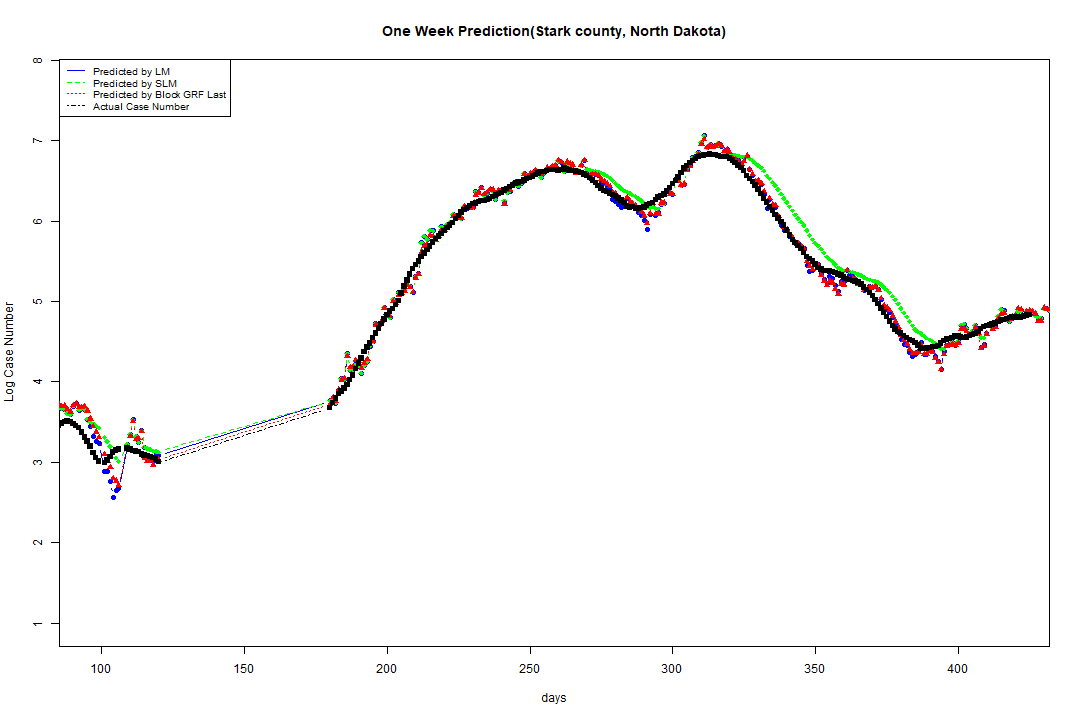 One Week Prediction(Stark county, North Dakota)
Predicted by LM
Predicted by SLM
Predicted by Block GRF Last
Actual Case Number
Log Case Number
8
7
6
5
4
3
2
1
100 150 200 250 300 350 400
days